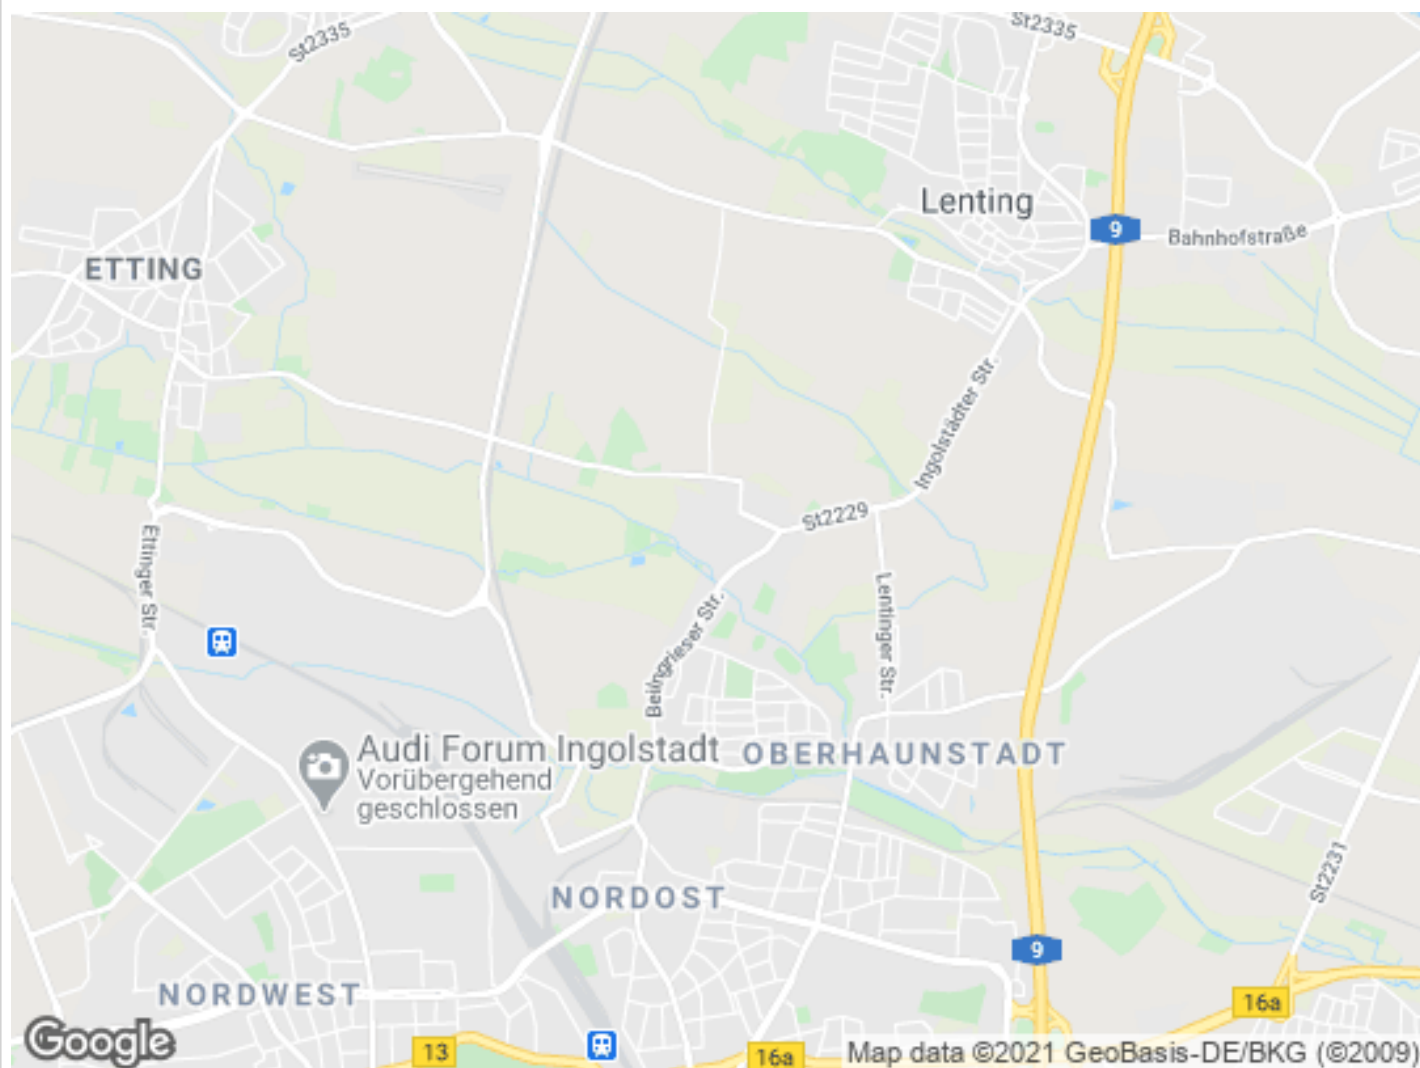 St2335
St2335
Lenting
9
Bahnhofstraße
ETTING
Ingolstädter Str.
St2229
Ettinger Str.
Lentinger Str.
Beilngrieser Str.
Audi Forum Ingolstadt
Vorübergehend
geschlossen
OBERHAUNSTADT
St2231
NORDOST
9
NORDWEST
16a
Google
13
16a
Map data ©2021 GeoBasis-DE/BKG (©2009)